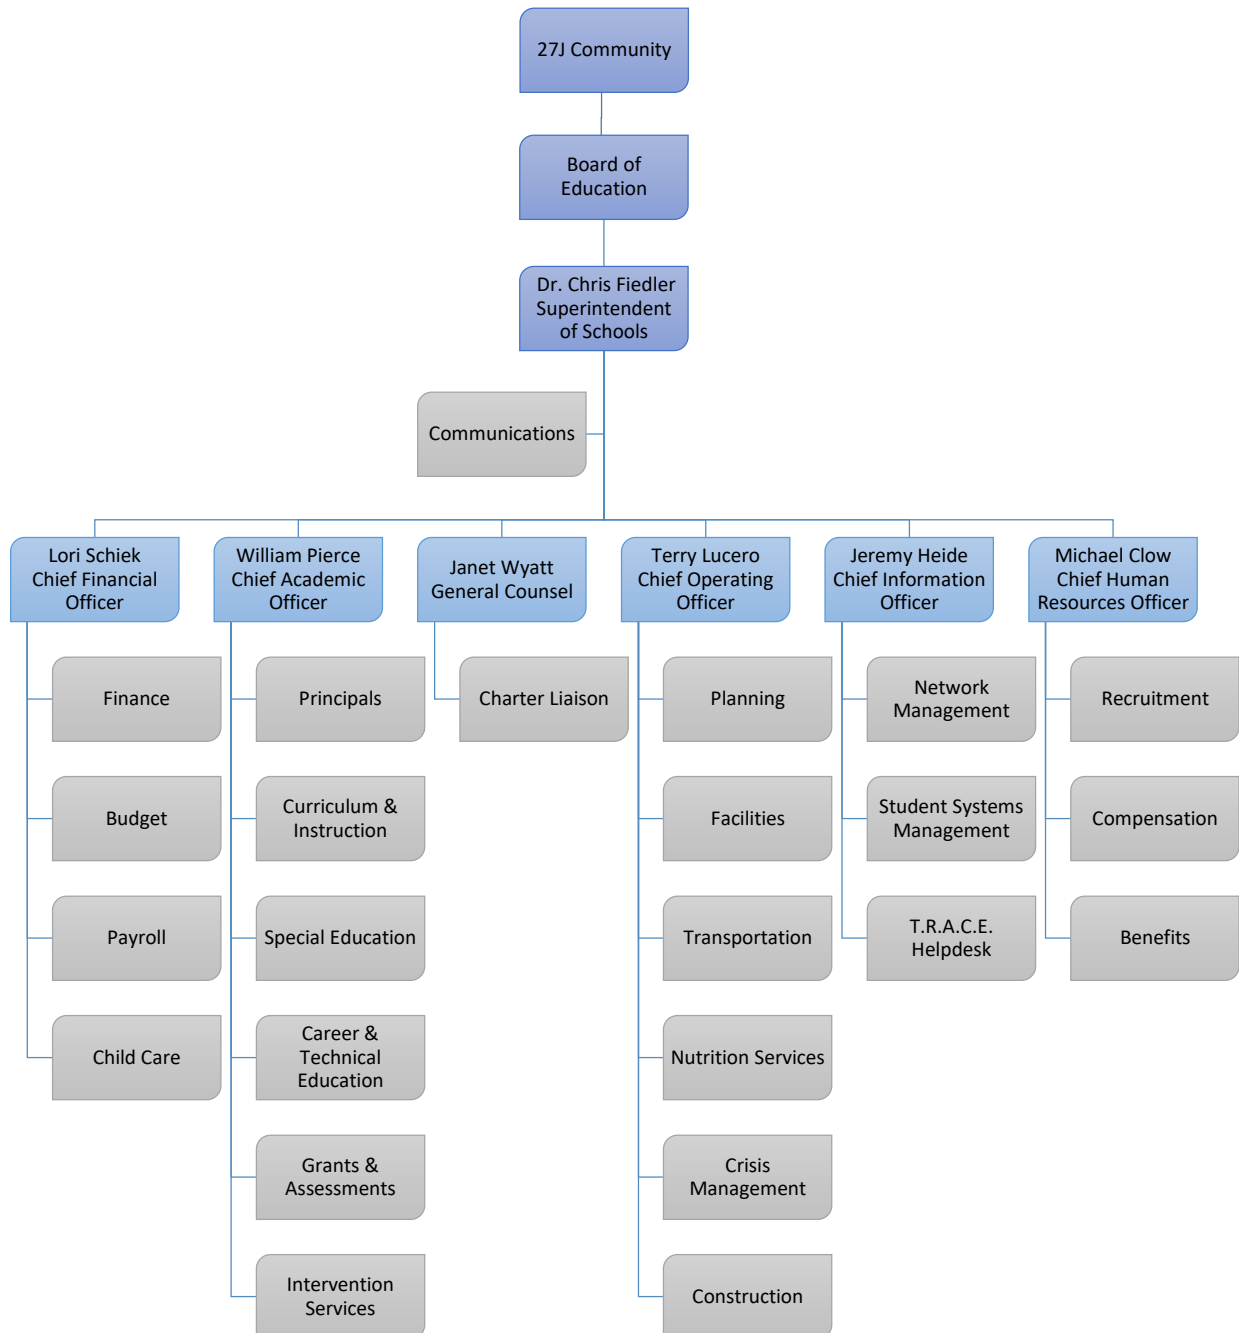 27J Community
Board of
Education
Dr. Chris Fiedler
Superintendent
of Schools
Communications
Lori Schiek
Chief Financial
Officer
William Pierce
Chief Academic
Officer
Janet Wyatt
General Counsel
Terry Lucero
Chief Operating
Officer
Jeremy Heide
Chief Information
Officer
Michael Clow
Chief Human
Resources Officer
Finance
Budget
Payroll
Child Care
Principals
Curriculum &
Instruction
Special Education
Career &
Technical
Education
Grants &
Assessments
Intervention
Services
Charter Liaison
Planning
Facilities
Transportation
Nutrition Services
Crisis
Management
Construction
Network
Management
Student Systems
Management
T.R.A.C.E.
Helpdesk
Recruitment
Compensation
Benefits